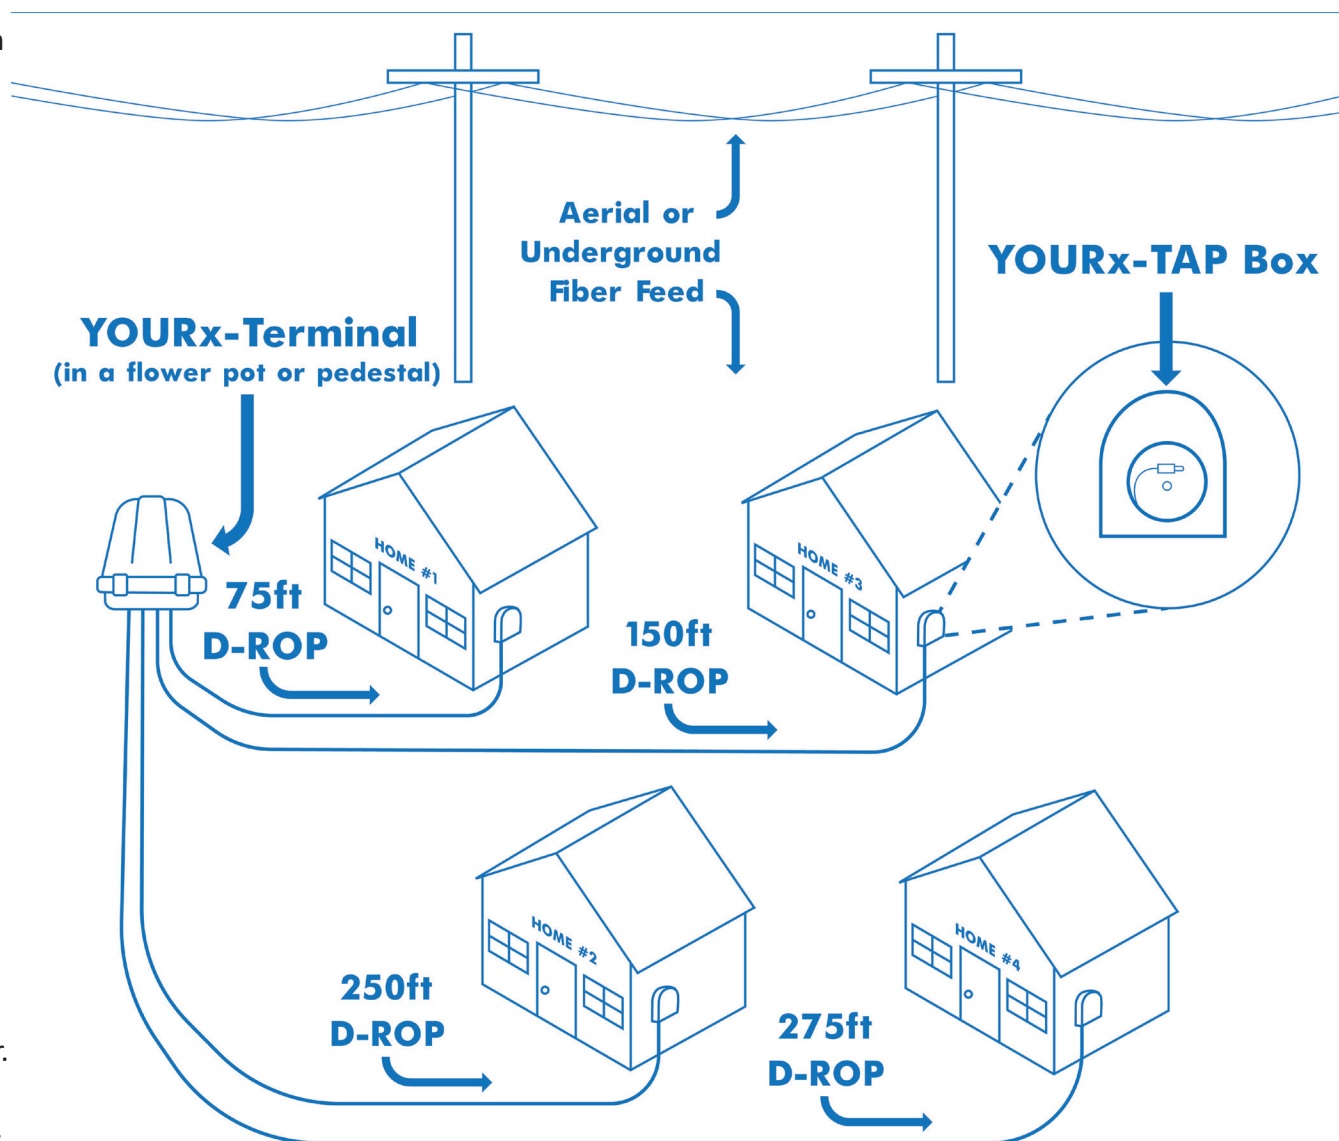 Aerial or
Underground
Fiber Feed
YOURx-TAP Box
YOURx-Terminal
(in a flower pot or pedestal)
HOME #1
HOME #3
75ft
D-ROP
150ft
D-ROP
HOME #2
HOME #4
250ft
D-ROP
275ft
D-ROP